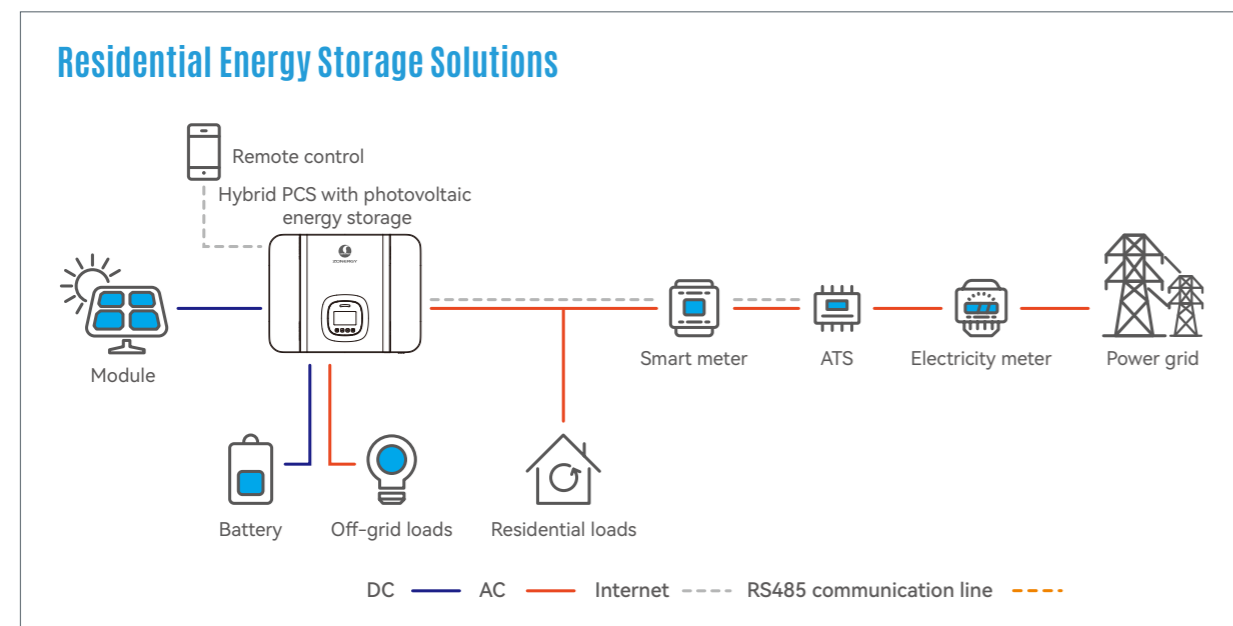 Residential Energy Storage Solutions
Remote control
Hybrid PCS with photovoltaic
energy storage
Module
Smart meter
ATS
Electricity meter
Power grid
Battery
Off-grid loads
Residential loads
DC
AC
Internet
RS485 communication line